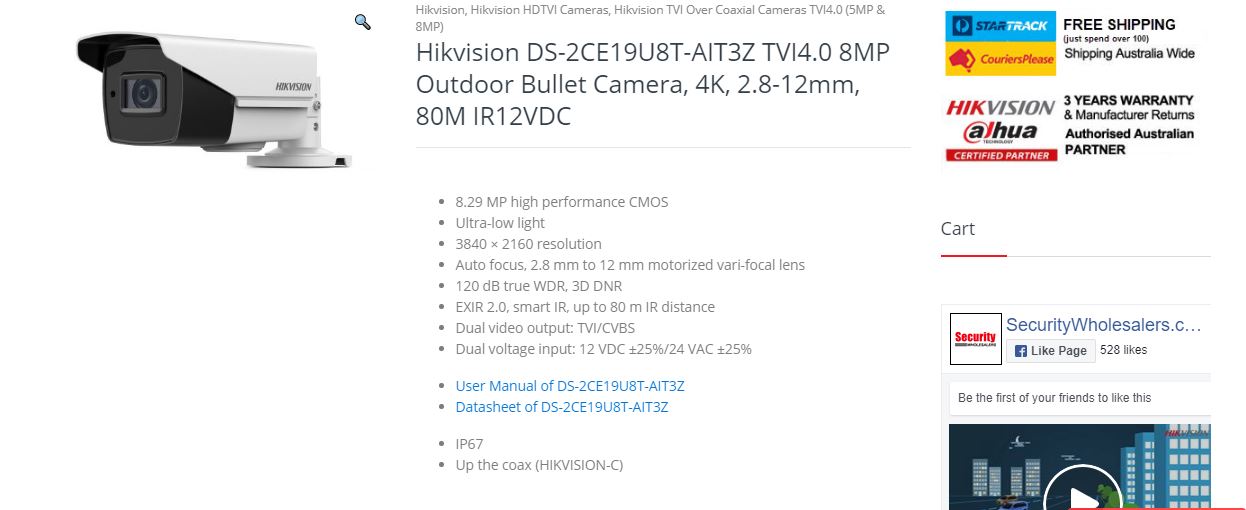 Hikvision, Hikvision HDTVI Cameras, Hikvision TVI Over Coaxial Cameras TVI4.0 (5MP &
8MP)
Hikvision DS-2CE19U8T-AIT3Z TVI4.0 8MP
Outdoor Bullet Camera, 4K, 2.8-12mm,
80M IR12VDC
HIKVISION
8.29 MP high performance CMOS
Ultra-low light
3840 × 2160 resolution
Auto focus, 2.8 mm to 12 mm motorized vari-focal lens
120 dB true WDR, 3D DNR
EXIR 2.0, smart IR, up to 80 m IR distance
Dual video output: TVI/CVBS
Dual voltage input: 12 VDC ±25%/24 VAC ±25%
User Manual of DS-2CE19U8T-AIT3Z
Datasheet of DS-2CE19U8T-AIT3Z
IP67
Up the coax (HIKVISION-C)
STARTRACK
CouriersPlease
FREE SHIPPING
(just spend over 100)
Shipping Australia Wide
HIKVISION
alhua
TECHNOLOGY
CERTIFIED PARTNER
3 YEARS WARRANTY
& Manufacturer Returns
Authorised Australian
PARTNER
Cart
Security
WHOLESALERS
SecurityWholesalers.c...
Like Page
528 likes
Be the first of your friends to like this
HIKVISION